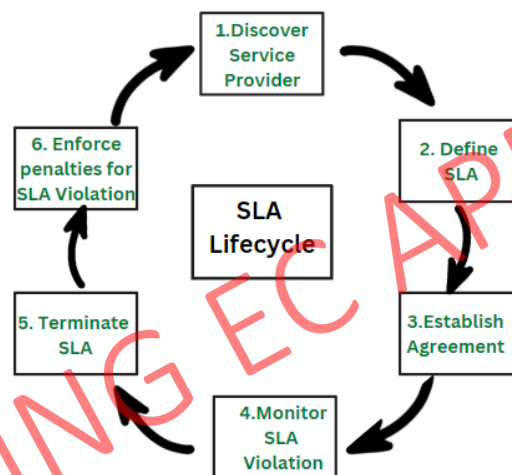 1.Discover
Service
Provider
2. Define
SLA
3.Establish
Agreement
4.Monitor
SLA
Violation
5. Terminate
SLA
6. Enforce
penalties for
SLA Violation
SLA
Lifecycle
EC